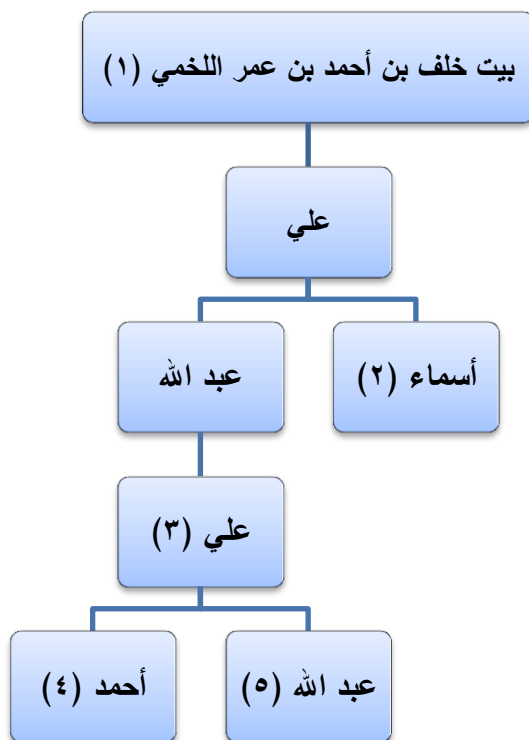 بيت خلف بن أحمد بن عمر اللخمي (١)
علي
أسماء (٢)
عبد الله
علي (٣)
عبد الله (٥)
أحمد (٤)